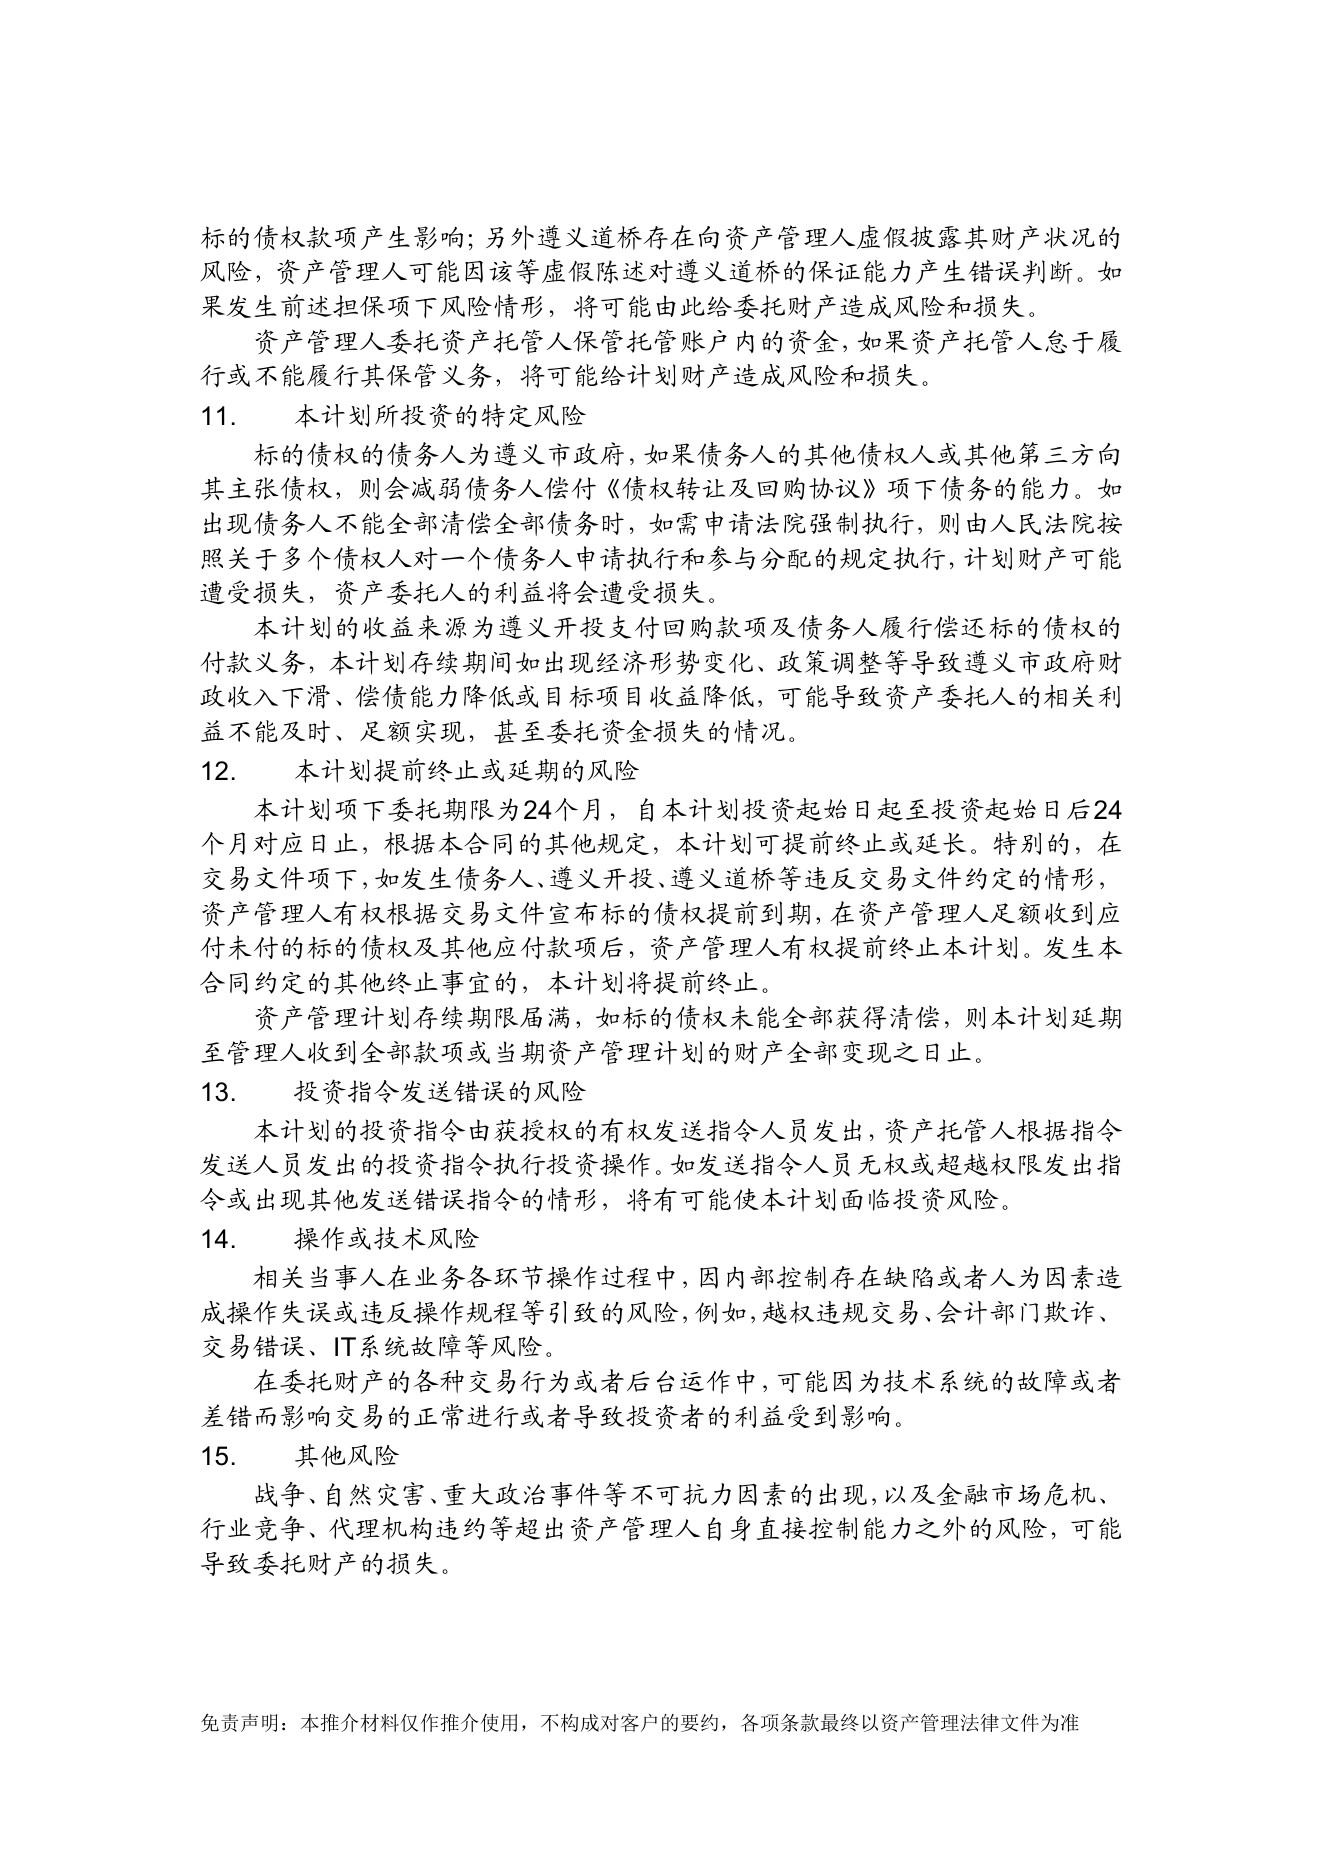 标的债权款项产生影响；另外遵义道桥存在向资产管理人虚假披露其财产状况的
风险，资产管理人可能因该等虚假陈述对遵义道桥的保证能力产生错误判断。如
果发生前述担保项下风险情形，将可能由此给委托财产造成风险和损失。
资产管理人委托资产托管人保管托管账户内的资金，如果资产托管人怠于履
行或不能履行其保管义务，将可能给计划财产造成风险和损失。
11. 本计划所投资的特定风险
标的债权的债务人为遵义市政府，如果债务人的其他债权人或其他第三方向
其主张债权，则会减弱债务人偿付《债权转让及回购协议》项下债务的能力。如
出现债务人不能全部清偿全部债务时，如需申请法院强制执行，则由人民法院按
照关于多个债权人对一个债务人申请执行和参与分配的规定执行，计划财产可能
遭受损失，资产委托人的利益将会遭受损失。
本计划的收益来源为遵义开投支付回购款项及债务人履行偿还标的债权的
付款义务，本计划存续期间如出现经济形势变化、政策调整等导致遵义市政府财
政收入下滑、偿债能力降低或目标项目收益降低，可能导致资产委托人的相关利
益不能及时、足额实现，甚至委托资金损失的情况。
12. 本计划提前终止或延期的风险
本计划项下委托期限为24个月，自本计划投资起始日起至投资起始日后24
个月对应日止，根据本合同的其他规定，本计划可提前终止或延长。特别的，在
交易文件项下，如发生债务人、遵义开投、遵义道桥等违反交易文件约定的情形，
资产管理人有权根据交易文件宣布标的债权提前到期，在资产管理人足额收到应
付未付的标的债权及其他应付款项后，资产管理人有权提前终止本计划。发生本
合同约定的其他终止事宜的，本计划将提前终止。
资产管理计划存续期限届满，如标的债权未能全部获得清偿，则本计划延期
至管理人收到全部款项或当期资产管理计划的财产全部变现之日止。
13. 投资指令发送错误的风险
本计划的投资指令由获授权的有权发送指令人员发出，资产托管人根据指令
发送人员发出的投资指令执行投资操作。如发送指令人员无权或超越权限发出指
令或出现其他发送错误指令的情形，将有可能使本计划面临投资风险。
14. 操作或技术风险
相关当事人在业务各环节操作过程中，因内部控制存在缺陷或者人为因素造
成操作失误或违反操作规程等引致的风险，例如，越权违规交易、会计部门欺诈、
交易错误、IT系统故障等风险。
在委托财产的各种交易行为或者后台运作中，可能因为技术系统的故障或者
差错而影响交易的正常进行或者导致投资者的利益受到影响。
15. 其他风险
战争、自然灾害、重大政治事件等不可抗力因素的出现，以及金融市场危机、
行业竞争、代理机构违约等超出资产管理人自身直接控制能力之外的风险，可能
导致委托财产的损失。
免责声明：本推介材料仅作推介使用，不构成对客户的要约，各项条款最终以资产管理法律文件为准